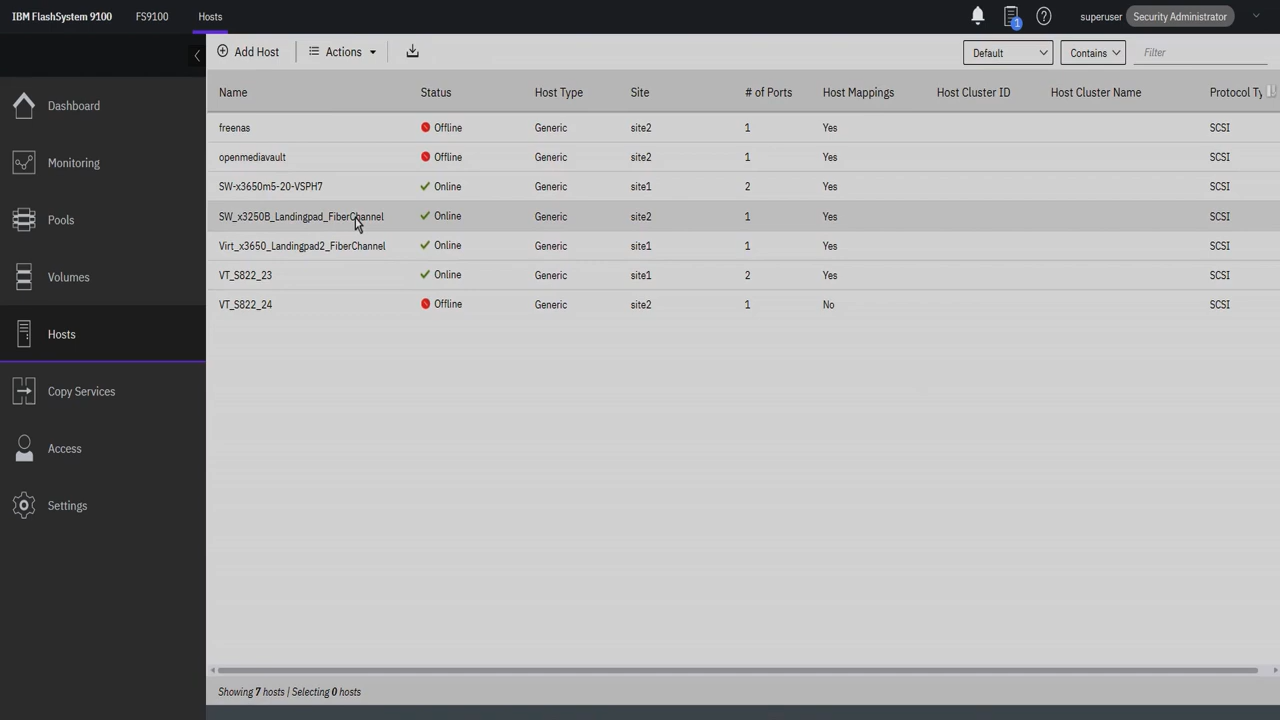 IBM FlashSystem 9100 FS9100 Hosts 1 superuser Security Administrator
Add Host Actions Default Contains Filter
Dashboard
Monitoring
Pools
Volumes
Hosts
Copy Services
Access
Settings
Name Status Host Type Site # of Ports Host Mappings Host Cluster ID Host Cluster Name Protocol Ty
freenas Offline Generic site2 1 Yes SCSI
openmediavault Offline Generic site2 1 Yes SCSI
SW-x3650m5-20-VSPH7 Online Generic site1 2 Yes SCSI
SW_x3250B_Landingpad_FiberChannel Online Generic site2 1 Yes SCSI
Virt_x3650_Landingpad2_FiberChannel Online Generic site1 1 Yes SCSI
VT_S822_23 Online Generic site1 2 Yes SCSI
VT_S822_24 Offline Generic site2 1 No SCSI
Showing 7 hosts | Selecting 0 hosts